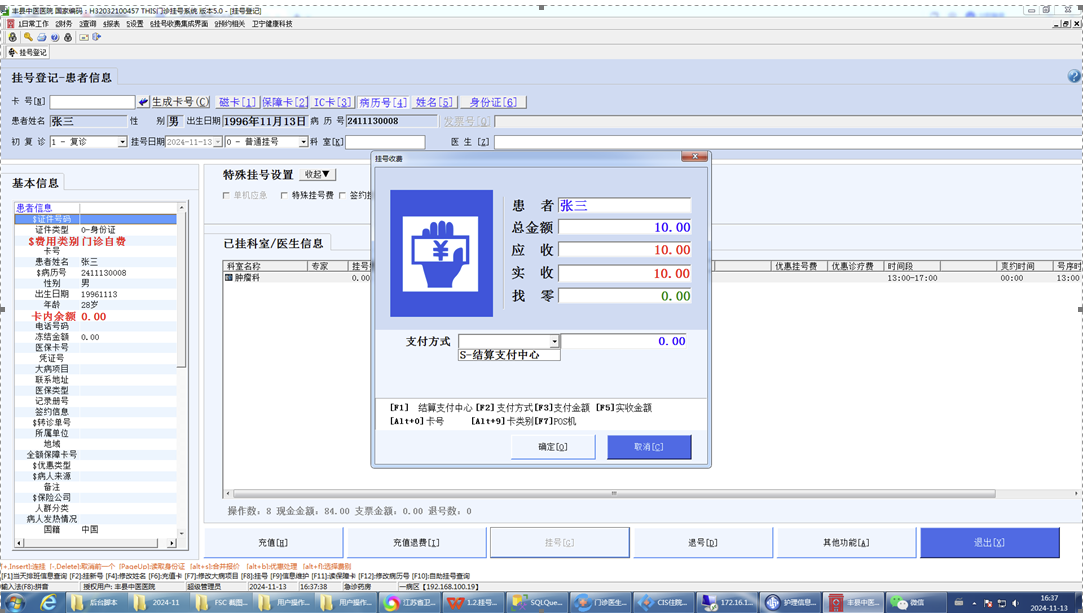 丰县中医医院 国家编码：H32032100457 THIS门诊挂号系统 版本5.0 - [挂号登记]
1日常工作 2财务 2查询 4报表 5设置 6挂号收费集成界面 2预约相关 卫宁健康科技
挂号登记
挂号登记-患者信息
卡 号[N] 生成卡号(C) 磁卡[1] 保障卡[2] IC卡[3] 病历号[4] 姓名[5] 身份证[6]
患者姓名 张三 性 别 男 出生日期 1996年11月13日 病 历 号 2411130008 发票号[Q]
初 复 诊 1 - 复诊 挂号日期 2024-11-13 0 - 普通挂号 科 室[K] 医 生 [Z]
基本信息
患者信息
$证件号码
证件类型 0-身份证
$费用类别 门诊自费
卡号
患者姓名 张三
$病历号 2411130008
性别 男
出生日期 19961113
年龄 28岁
卡内余额 0.00
电话号码
冻结金额 0.00
医保卡号
凭证号
大病项目
联系地址
医保类型
记录册号
签约信息
$转诊单号
所属单位
地域
全额保障卡号
$优惠类型
$病人来源
备注
$保险公司
人群分类
病人发热情况
国籍 中国
特殊挂号设置 收起▼
单机应急 特殊挂号费 签约
已挂科室/医生信息
科室名称 专家 挂号 优惠挂号费 优惠诊疗费 时间段 爽约时间 号序时
肿瘤科 0.00 13:00-17:00 00:00 13:00
挂号收费
患 者 张三
总金额 10.00
应 收 10.00
实 收 10.00
找 零 0.00
支付方式 0.00
S-结算支付中心
[F1] 结算支付中心 [F2]支付方式[F3]支付金额 [F5]实收金额
[Alt+0]卡号 [Alt+9]卡类别[F7]POS机
确定[O] 取消[C]
操作数：8 现金金额：84.00 支票金额：0.00 退号数：0
充值[H] 充值退费[I] 挂号[G] 退号[D] 其他功能[A] 退出[X]
[+,Insert]:连挂 [-,Delete]:取消前一个 [PageUp]:读取身份证 [alt+s]:合并报价 [alt+b]:优惠处理 [alt+f]:选择票别
[F1]当天排班信息查询 [F2]:挂新号 [F4]:修改姓名 [F6]:充值卡 [F7]:修改大病项目 [F8]:挂号 [F9]信息维护 [F11]:读保障卡 [F12]:修改病历号 [F10]:自助挂号查询
输入法(F8):拼音 授权用户: 丰县中医医院 超级管理员 2024-11-13 16:37:38 急诊药房 一病区【192.168.100.19】
后台脚本 2024-11 FSC 截图... 用户操作... 用户操作... 江苏省卫... 1.2.挂号... SQLQue... 门诊医生... CIS住院... 172.16.1... 护理信息... 丰县中医... 微信
16:37
2024-11-13